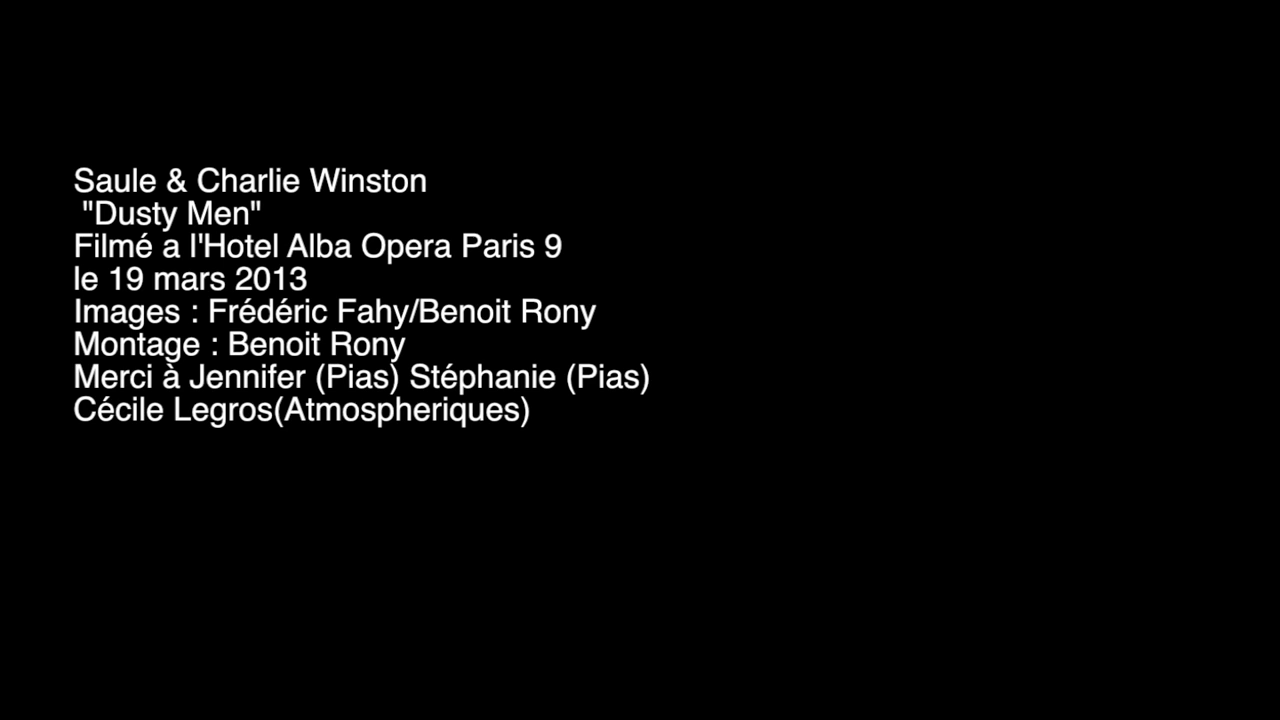 Saule & Charlie Winston
"Dusty Men"
Filmé a l'Hotel Alba Opera Paris 9
le 19 mars 2013
Images : Frédéric Fahy/Benoit Rony
Montage : Benoit Rony
Merci à Jennifer (Pias) Stéphanie (Pias)
Cécile Legros(Atmospheriques)